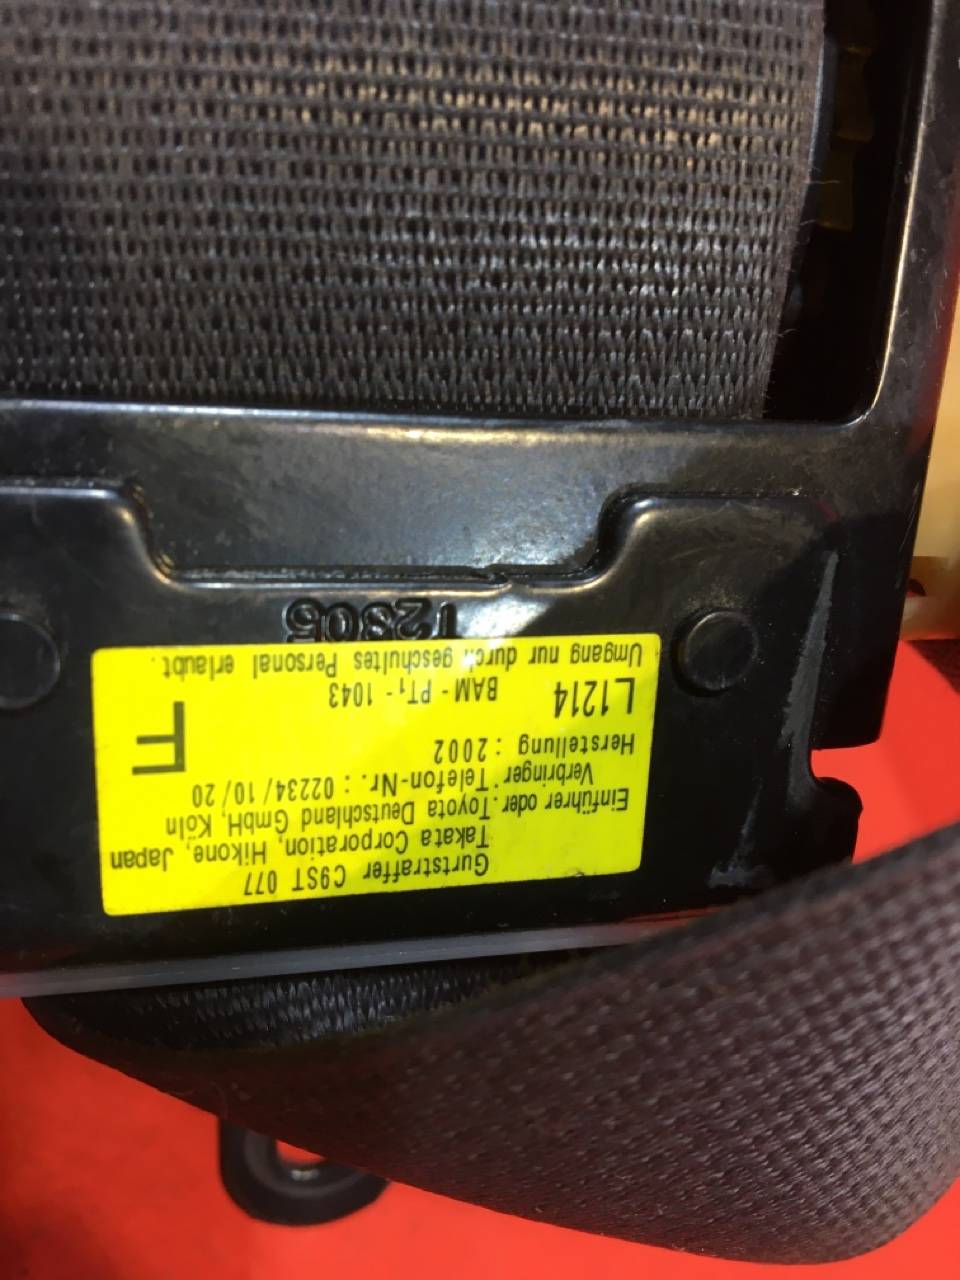 Gurtstraffer C9ST 077
Takata Corporation, Hikone, Japan
Einführer oder Toyota Deutschland GmbH, Köln
Verbringer Telefon-Nr. : 02234/10/20
Herstellung : 2002
L1214
BAM - PT₁ - 1043
Umgang nur durch geschultes Personal erlaubt.
F
T2805